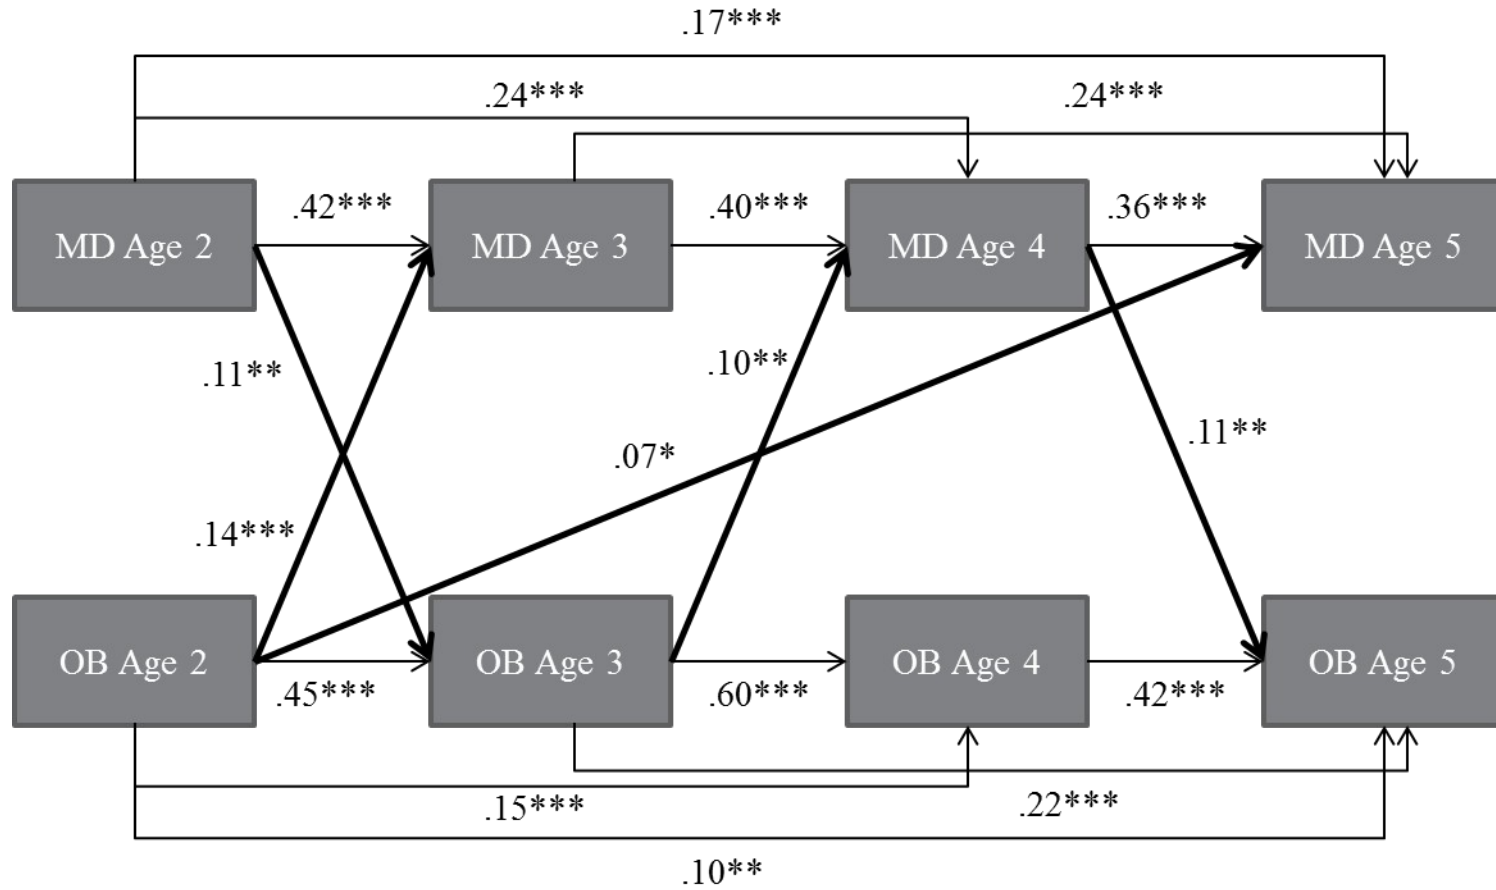 .17***
.24***
.24***
.42***
.40***
.36***
MD Age 2
MD Age 3
MD Age 4
MD Age 5
.11**
.10**
.11**
.07*
.14***
OB Age 2
OB Age 3
OB Age 4
OB Age 5
.45***
.60***
.42***
.15***
.22***
.10**